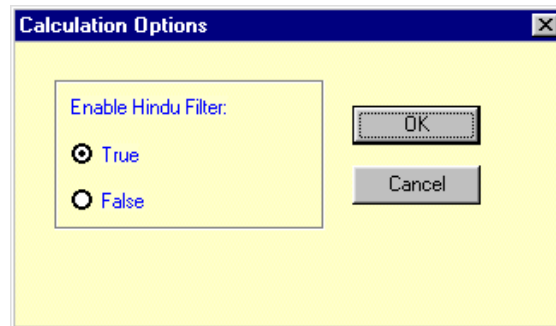 Calculation Options
Enable Hindu Filter:
True
False
OK
Cancel